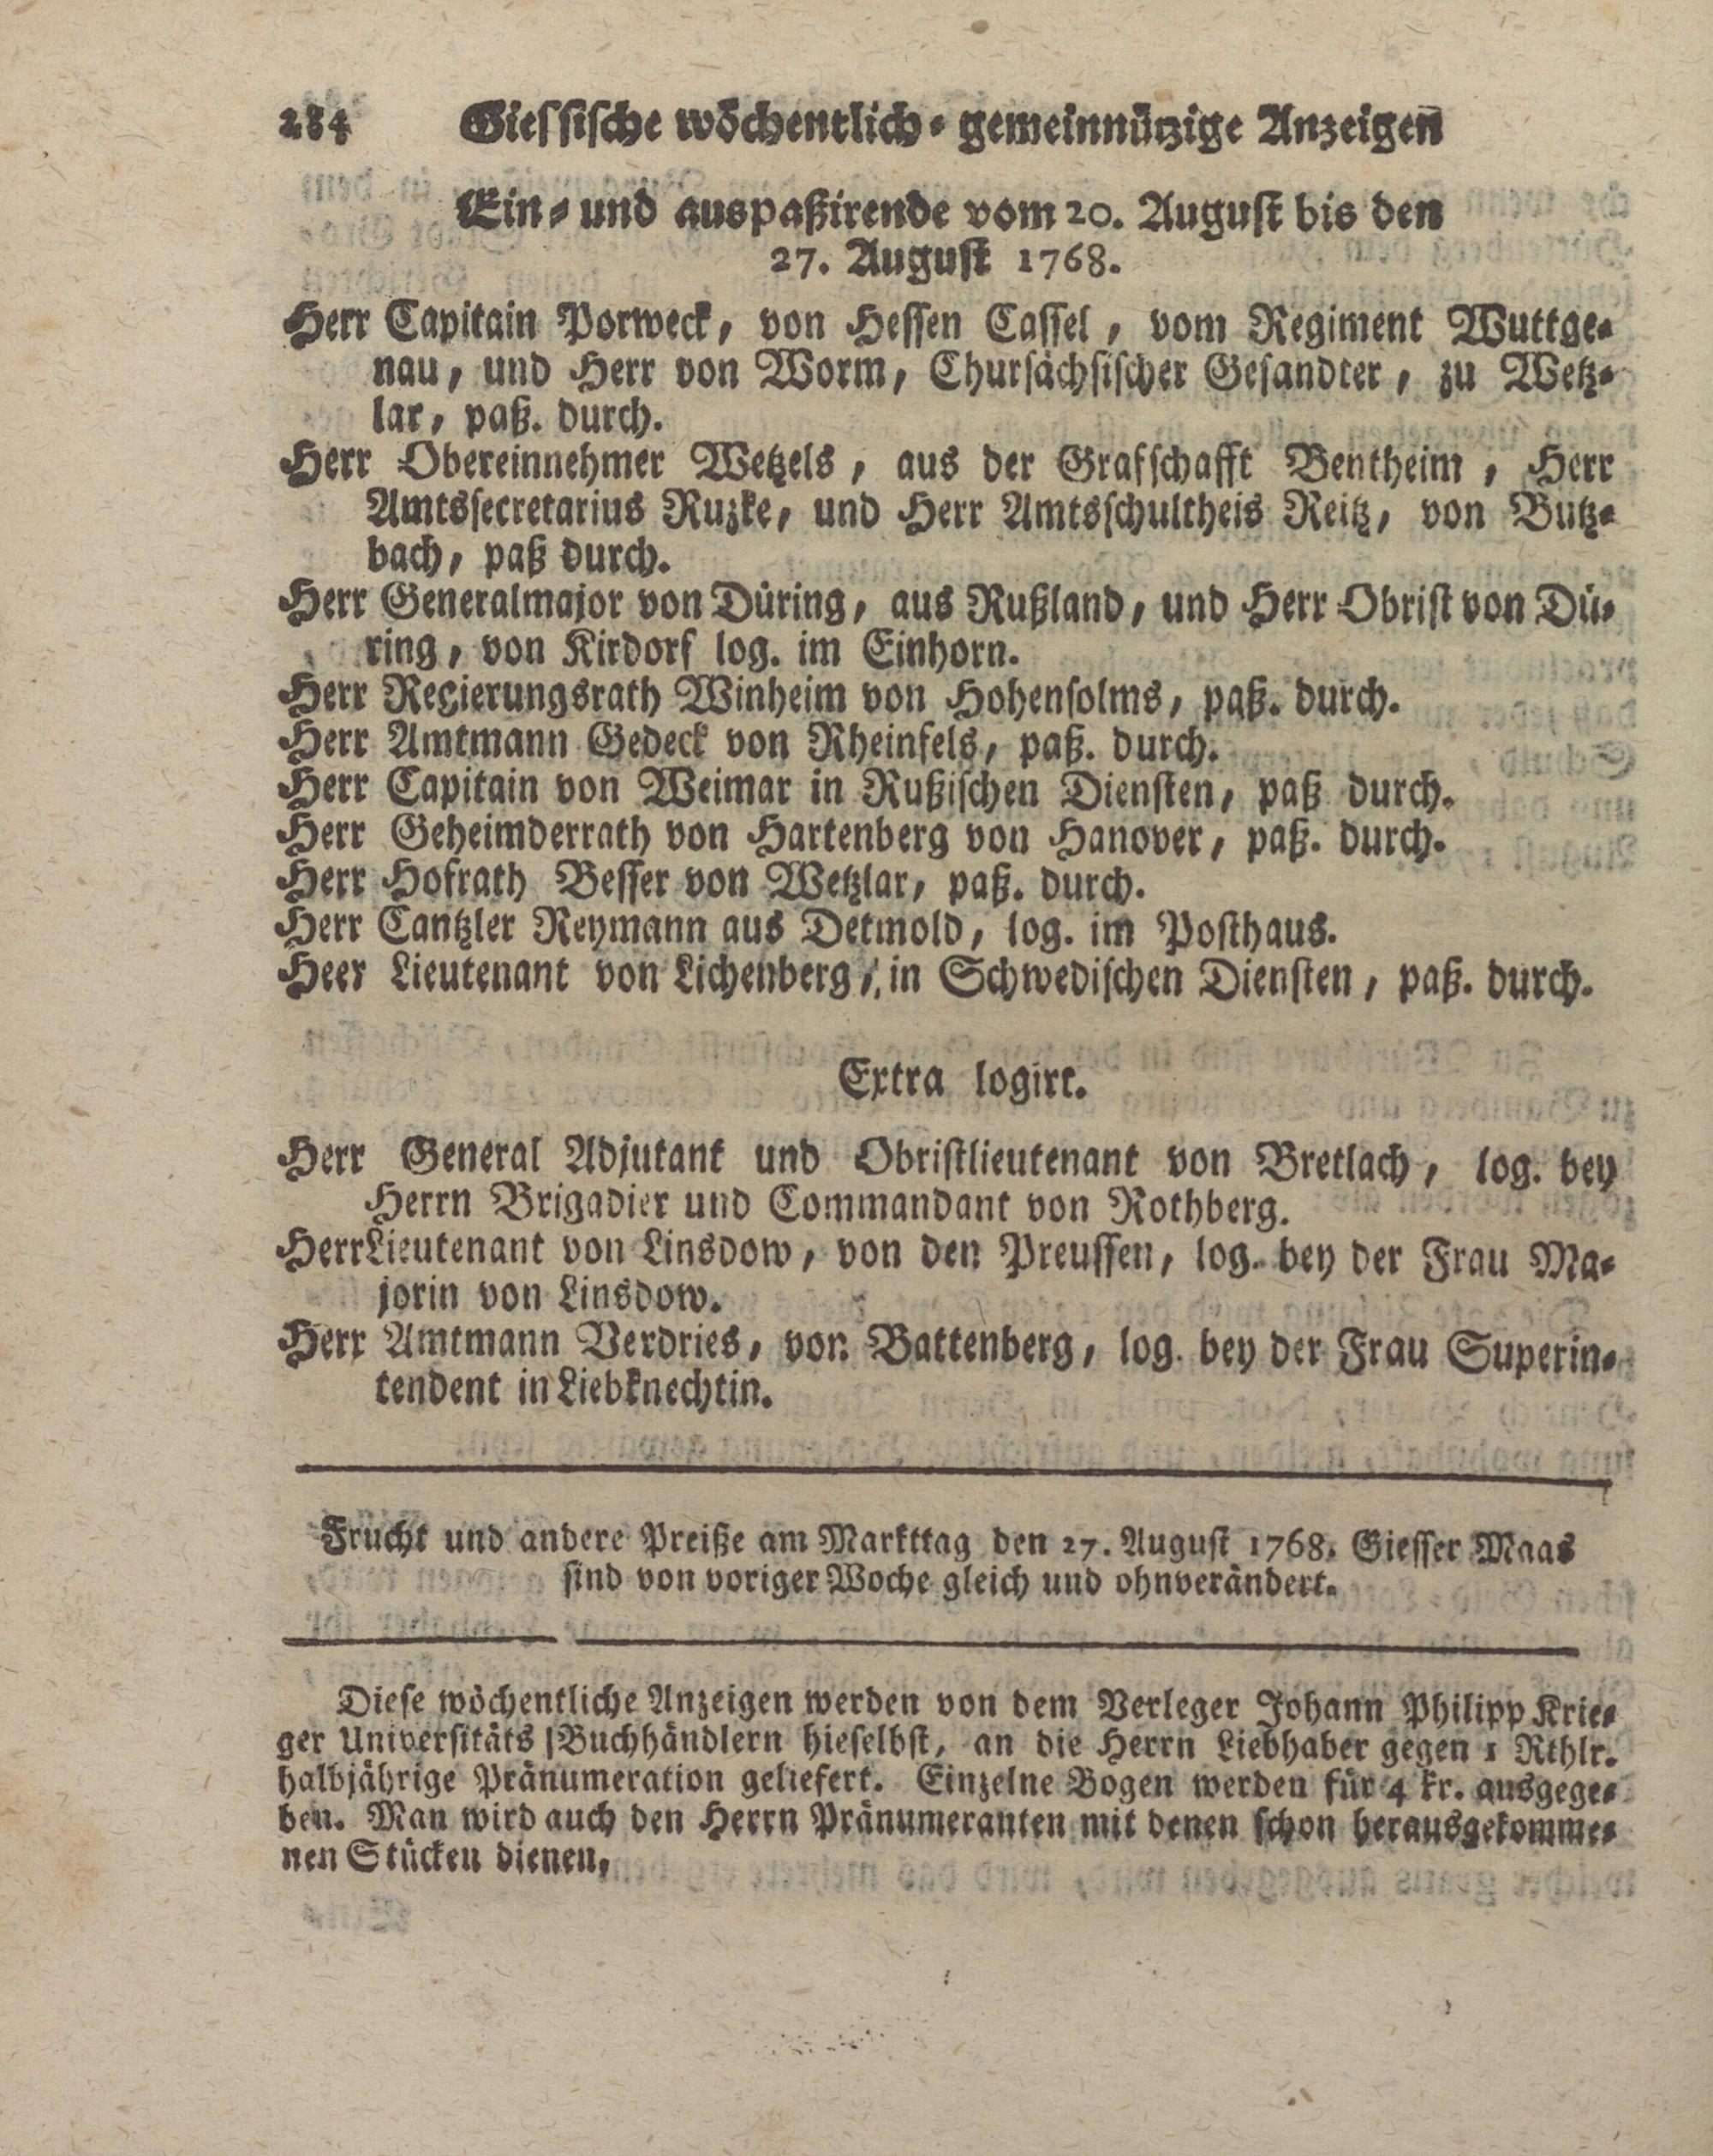 284 Giessische wöchentlich-gemeinnützige Anzeigen
Ein- und auspaßirende vom 20. August bis den
27. August 1768.
Herr Capitain Porweck, von Hessen Cassel, vom Regiment Wuttge-
nau, und Herr von Worm, Chursächsischer Gesandter, zu Wetz-
lar, paß. durch.
Herr Obereinnehmer Wetzels, aus der Grafschafft Bentheim, Herr
Amtssecretarius Ruzke, und Herr Amtsschultheis Reitz, von Butz-
bach, paß durch.
Herr Generalmajor von Düring, aus Rußland, und Herr Obrist von Dü-
ring, von Kirdorf log. im Einhorn.
Herr Regierungsrath Winheim von Hohensolms, paß. durch.
Herr Amtmann Gedeck von Rheinfels, paß. durch.
Herr Capitain von Weimar in Rußischen Diensten, paß durch.
Herr Geheimderrath von Hartenberg von Hanover, paß. durch.
Herr Hofrath Besser von Wetzlar, paß. durch.
Herr Cantzler Reymann aus Detmold, log. im Posthaus.
Heer Lieutenant von Lichenberg, in Schwedischen Diensten, paß. durch.
Extra logirt.
Herr General Adjutant und Obristlieutenant von Bretlach, log. bey
Herrn Brigadier und Commandant von Rothberg.
Herr Lieutenant von Linsdow, von den Preussen, log. bey der Frau Ma-
jorin von Linsdow.
Herr Amtmann Verdries, von Battenberg, log. bey der Frau Superin-
tendent in Liebknechtin.
Frucht und andere Preiße am Markttag den 27. August 1768. Giesser Maas
sind von voriger Woche gleich und ohnverändert.
Diese wöchentliche Anzeigen werden von dem Verleger Johann Philipp Krie-
ger Universitäts Buchhändlern hieselbst, an die Herrn Liebhaber gegen 1 Rthlr.
halbjährige Pränumeration geliefert. Einzelne Bogen werden für 4 kr. ausgege-
ben. Man wird auch den Herrn Pränumeranten mit denen schon herausgekomme-
nen Stücken dienen,